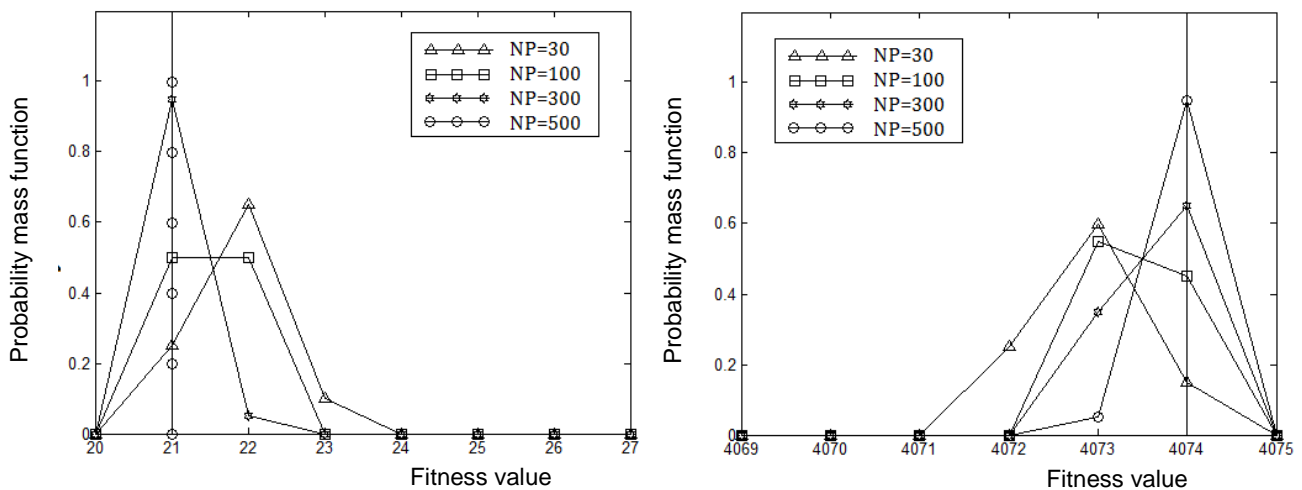 Probability mass function
1
0.8
0.6
0.4
0.2
0
NP=30
NP=100
NP=300
NP=500
20 21 22 23 24 25 26 27
Fitness value
Probability mass function
1
0.8
0.6
0.4
0.2
0
NP=30
NP=100
NP=300
NP=500
4069 4070 4071 4072 4073 4074 4075
Fitness value